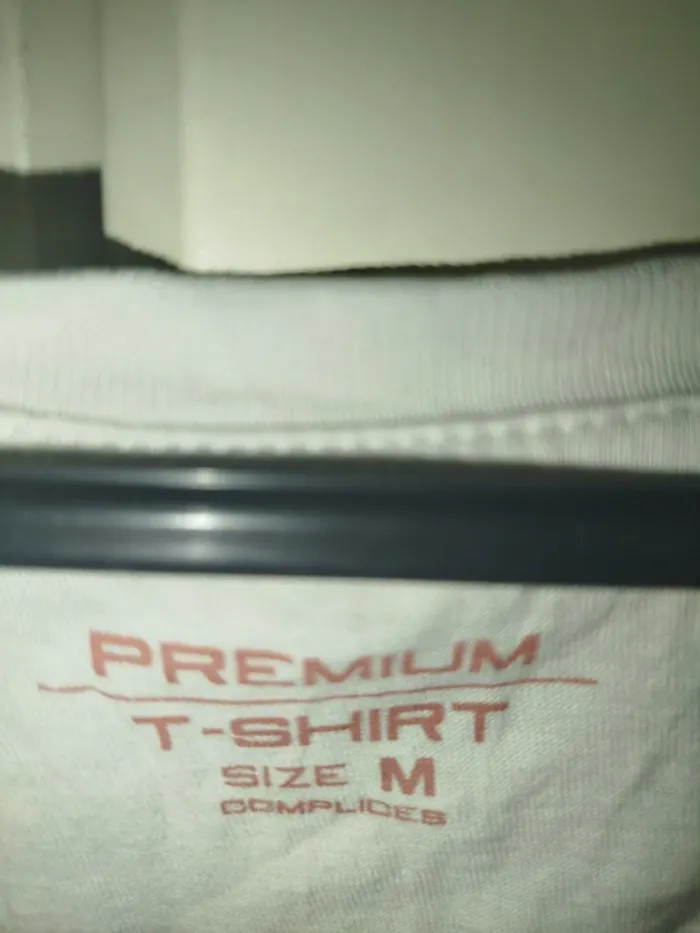 PREMIUM
T-SHIRT
SIZE M
COMPLICES